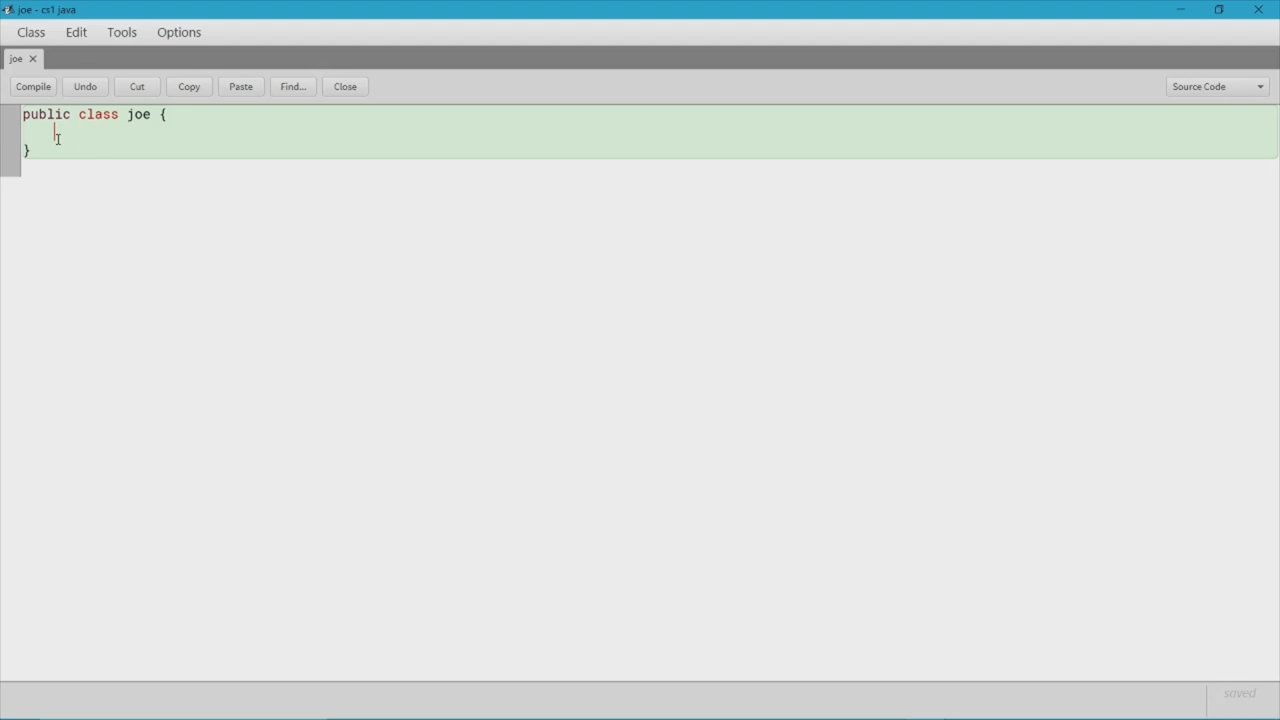 joe - cs1 java
Class Edit Tools Options
joe
Compile Undo Cut Copy Paste Find... Close Source Code
public class joe {
}
saved